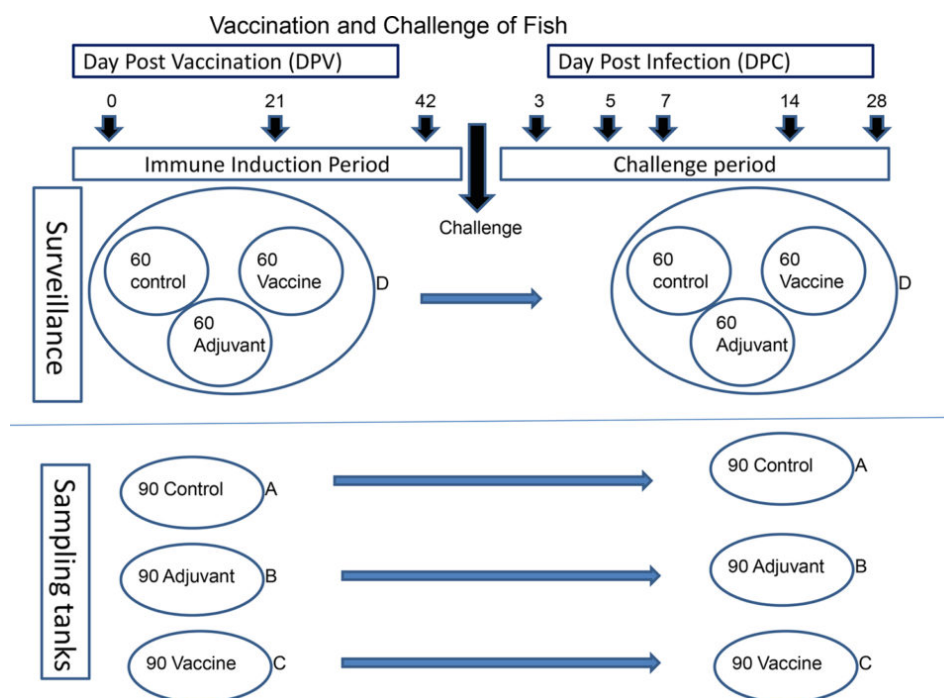 Vaccination and Challenge of Fish
Day Post Vaccination (DPV)
Day Post Infection (DPC)
0
21
42
3
5
7
14
28
Immune Induction Period
Challenge period
Challenge
Surveillance
60
control
60
Vaccine
60
Adjuvant
D
60
control
60
Vaccine
60
Adjuvant
D
Sampling tanks
90 Control
A
90 Control
A
90 Adjuvant
B
90 Adjuvant
B
90 Vaccine
C
90 Vaccine
C